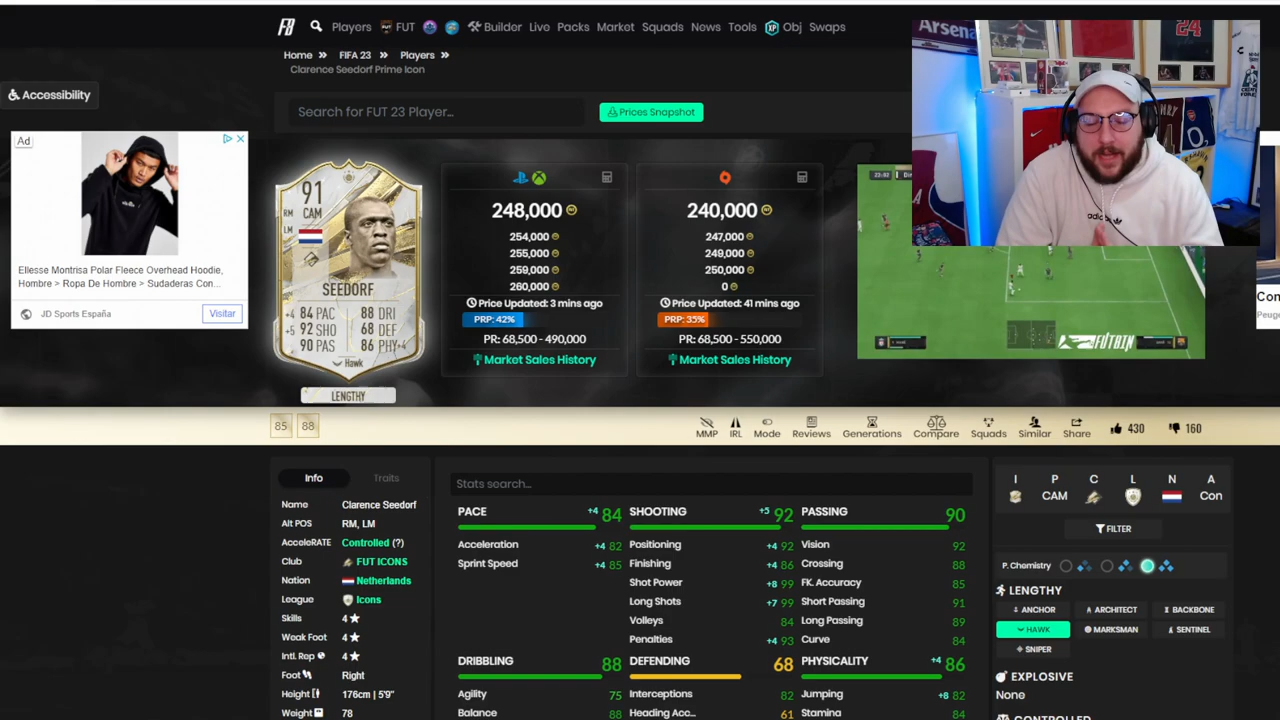 Players FUT Builder Live Packs Market Squads News Tools XP Obj Swaps
Home » FIFA 23 » Players »
Clarence Seedorf Prime Icon
Accessibility
Search for FUT 23 Player...
Prices Snapshot
Ad
Ellesse Montrisa Polar Fleece Overhead Hoodie,
Hombre > Ropa De Hombre > Sudaderas Con...
JD Sports España
Visitar
91
CAM
RM
LM
SEEDORF
+4 84 PAC 88 DRI
+5 92 SHO 68 DEF
90 PAS 86 PHY+4
Hawk
LENGTHY
248,000
254,000
255,000
259,000
260,000
Price Updated: 3 mins ago
PRP: 42%
PR: 68,500 - 490,000
Market Sales History
240,000
247,000
249,000
250,000
0
Price Updated: 41 mins ago
PRP: 35%
PR: 68,500 - 550,000
Market Sales History
23:02
FUTBIN
Arsenal
24
HENRY
adidas
Con
Peuge
85 88
MMP IRL Mode Reviews Generations Compare Squads Similar Share 430 160
Info Traits
Name Clarence Seedorf
Alt POS RM, LM
AcceleRATE Controlled (?)
Club FUT ICONS
Nation Netherlands
League Icons
Skills 4★
Weak Foot 4★
Intl. Rep 4★
Foot Right
Height 176cm | 5'9"
Weight 78
Stats search...
PACE +4 84
Acceleration +4 82
Sprint Speed +4 85
SHOOTING +5 92
Positioning +4 92
Finishing +4 86
Shot Power +8 99
Long Shots +7 99
Volleys 84
Penalties +4 93
PASSING 90
Vision 92
Crossing 88
FK. Accuracy 85
Short Passing 91
Long Passing 89
Curve 84
DRIBBLING 88
Agility 75
Balance 88
DEFENDING 68
Interceptions 82
Heading Acc... 61
PHYSICALITY +4 86
Jumping +8 82
Stamina 84
I P C L N A
CAM Con
FILTER
P. Chemistry
LENGTHY
ANCHOR ARCHITECT BACKBONE
HAWK MARKSMAN SENTINEL
SNIPER
EXPLOSIVE
None
CONTROLLED